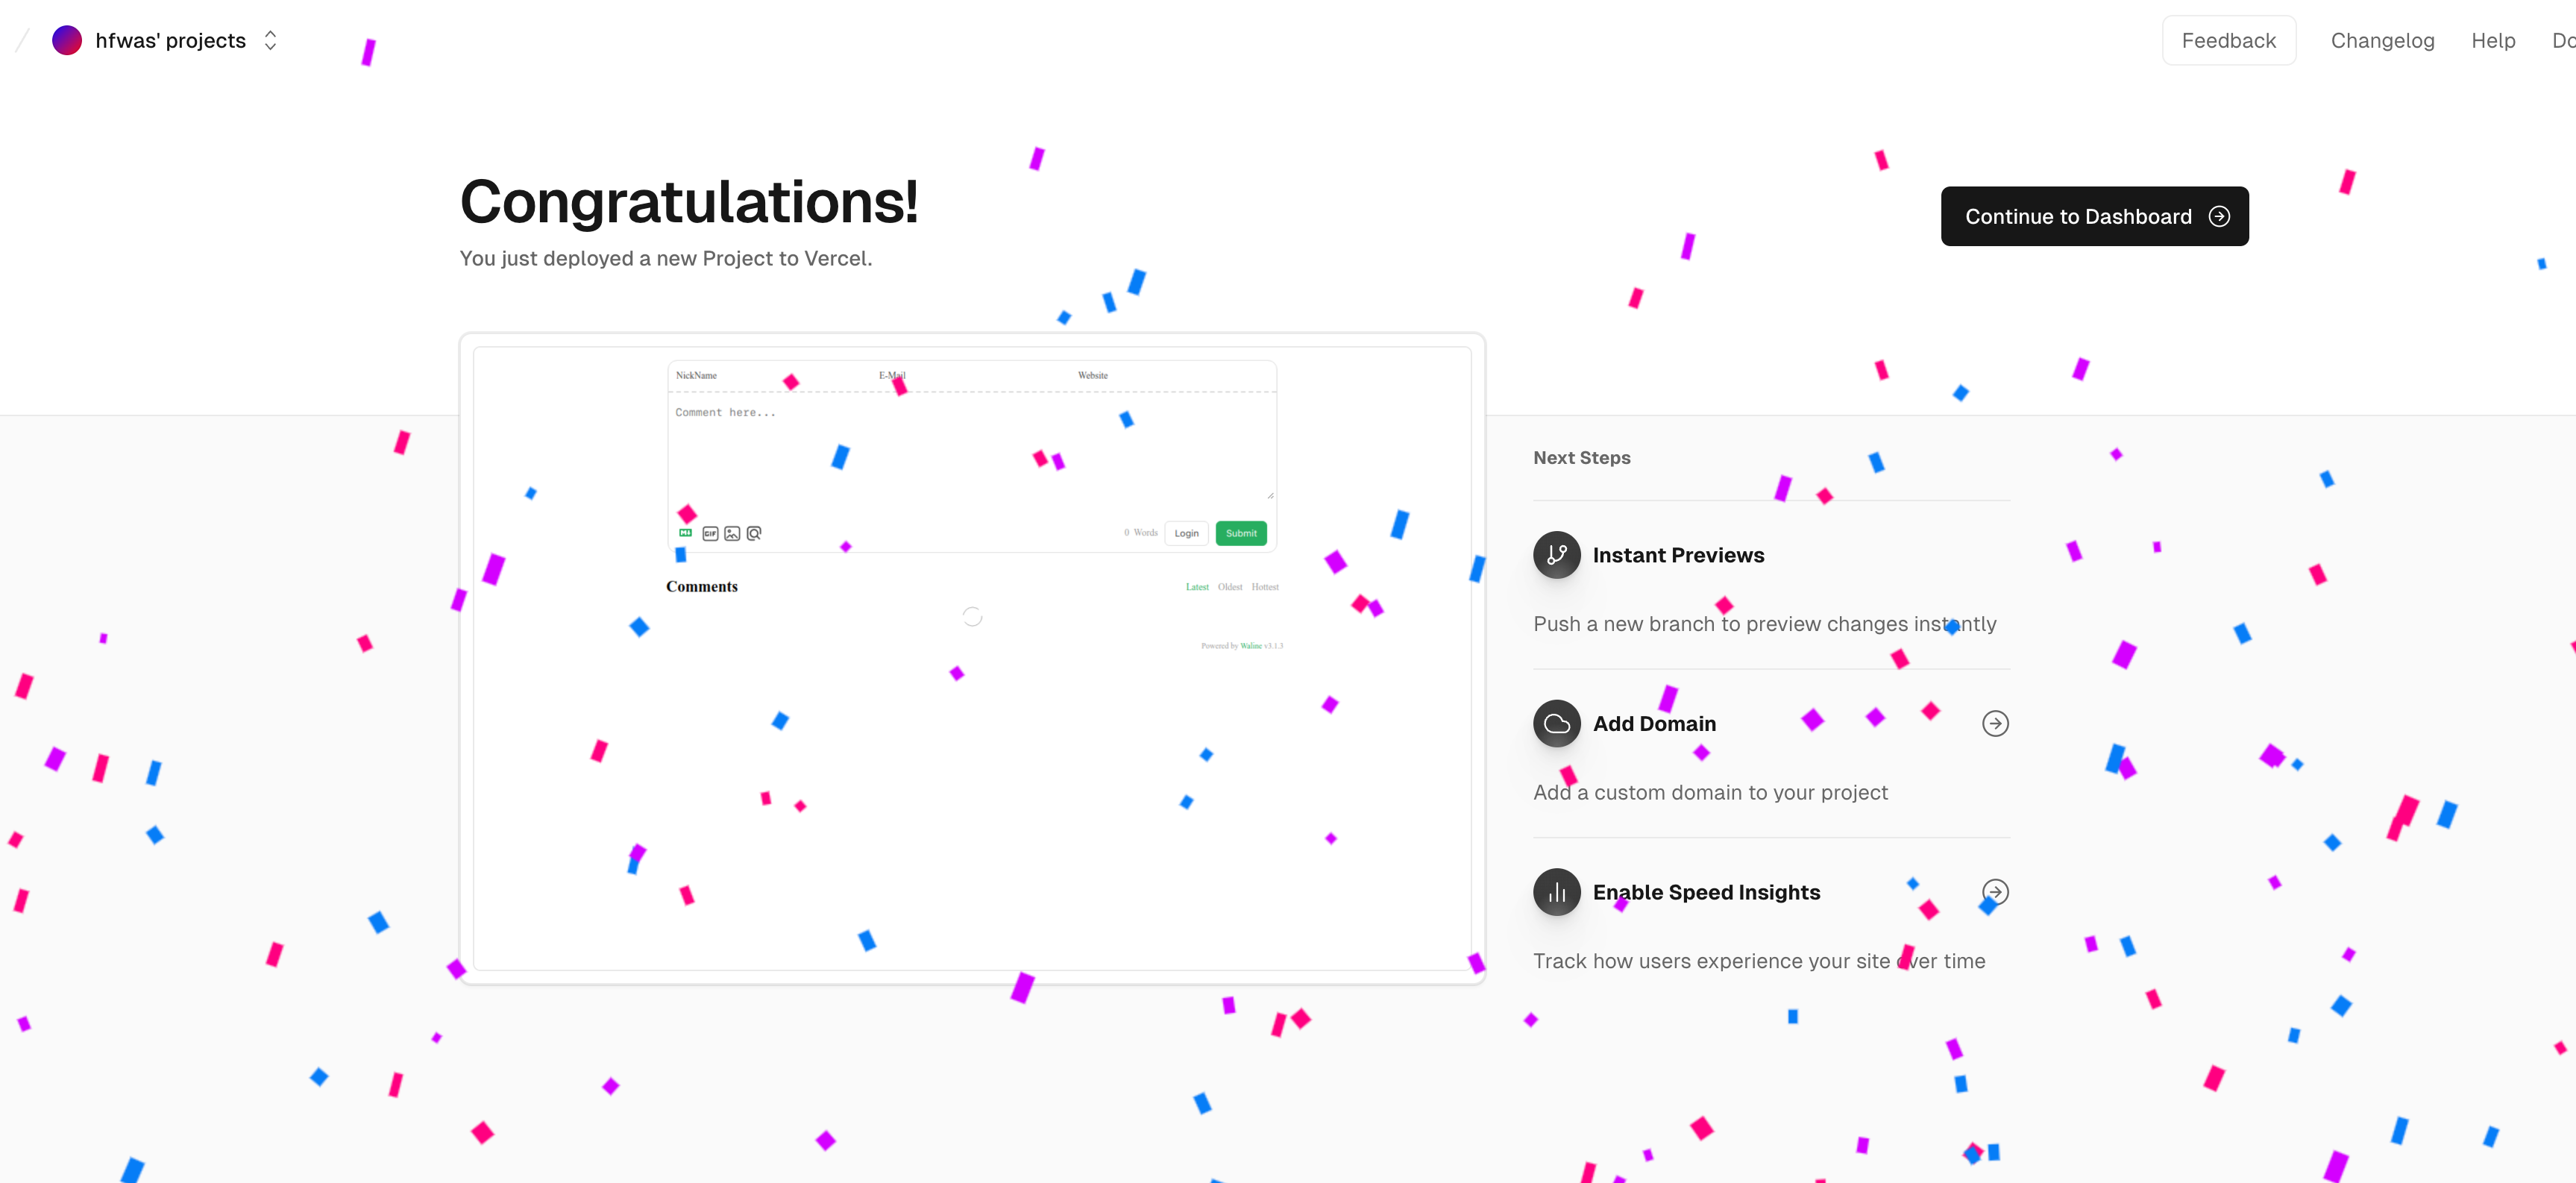 hfwas' projects
Feedback
Changelog
Help
Congratulations!
Continue to Dashboard
You just deployed a new Project to Vercel.
NickName
E-Mail
Website
Comment here...
GIF
0 Words
Login
Submit
Comments
Latest
Oldest
Hottest
Powered by Waline v3.1.3
Next Steps
Instant Previews
Push a new branch to preview changes instantly
Add Domain
Add a custom domain to your project
Enable Speed Insights
Track how users experience your site over time